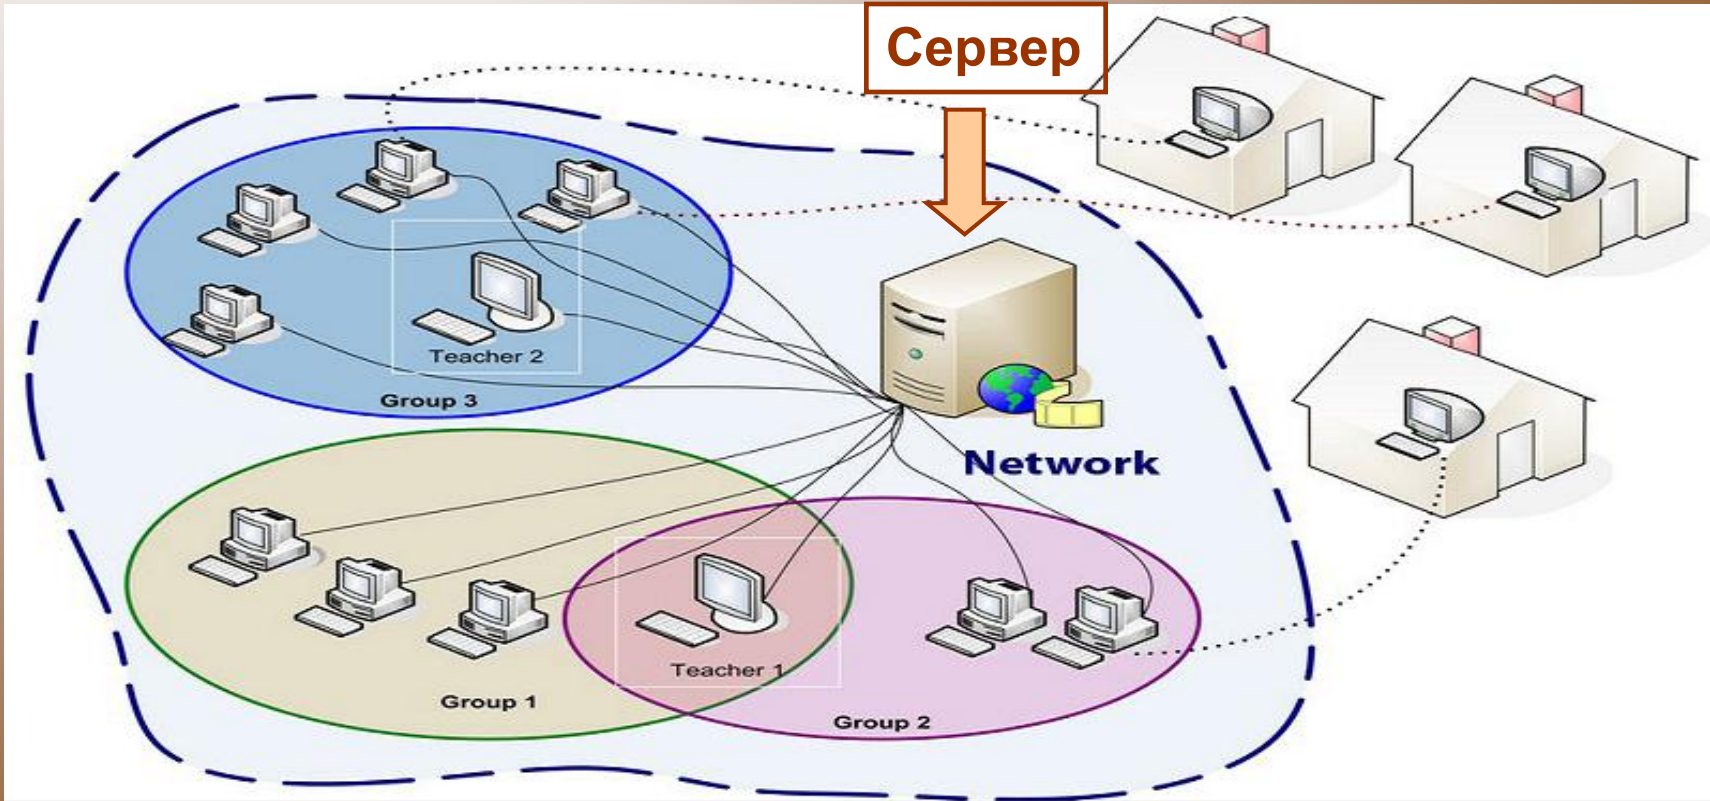 Сервер
Teacher 2
Group 3
Network
Teacher 1
Group 1
Group 2